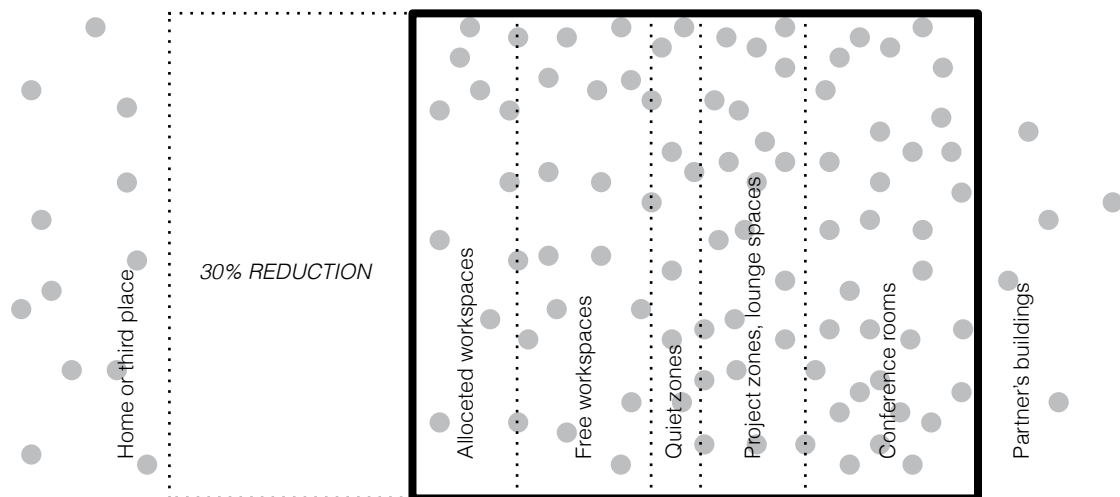 Home or third place
30% REDUCTION
Alloceted workspaces
Free workspaces
Quiet zones
Project zones, lounge spaces
Conference rooms
Partner's buildings